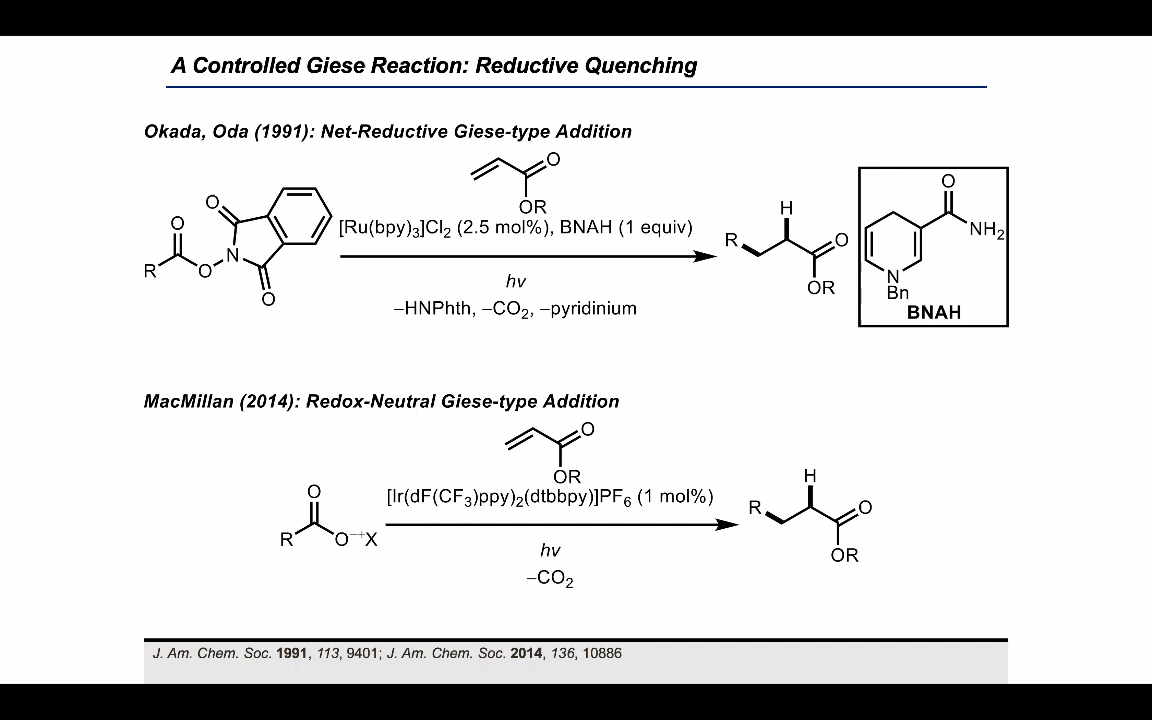 A Controlled Giese Reaction: Reductive Quenching
Okada, Oda (1991): Net-Reductive Giese-type Addition
O
OR
O
O
R
O
N
O
[Ru(bpy)₃]Cl₂ (2.5 mol%), BNAH (1 equiv)
hν
–HNPhth, –CO₂, –pyridinium
H
R
O
OR
O
NH₂
N
Bn
BNAH
MacMillan (2014): Redox-Neutral Giese-type Addition
O
OR
O
R
O⁻⁺X
[Ir(dF(CF₃)ppy)₂(dtbbpy)]PF₆ (1 mol%)
hν
–CO₂
H
R
O
OR
J. Am. Chem. Soc. 1991, 113, 9401; J. Am. Chem. Soc. 2014, 136, 10886